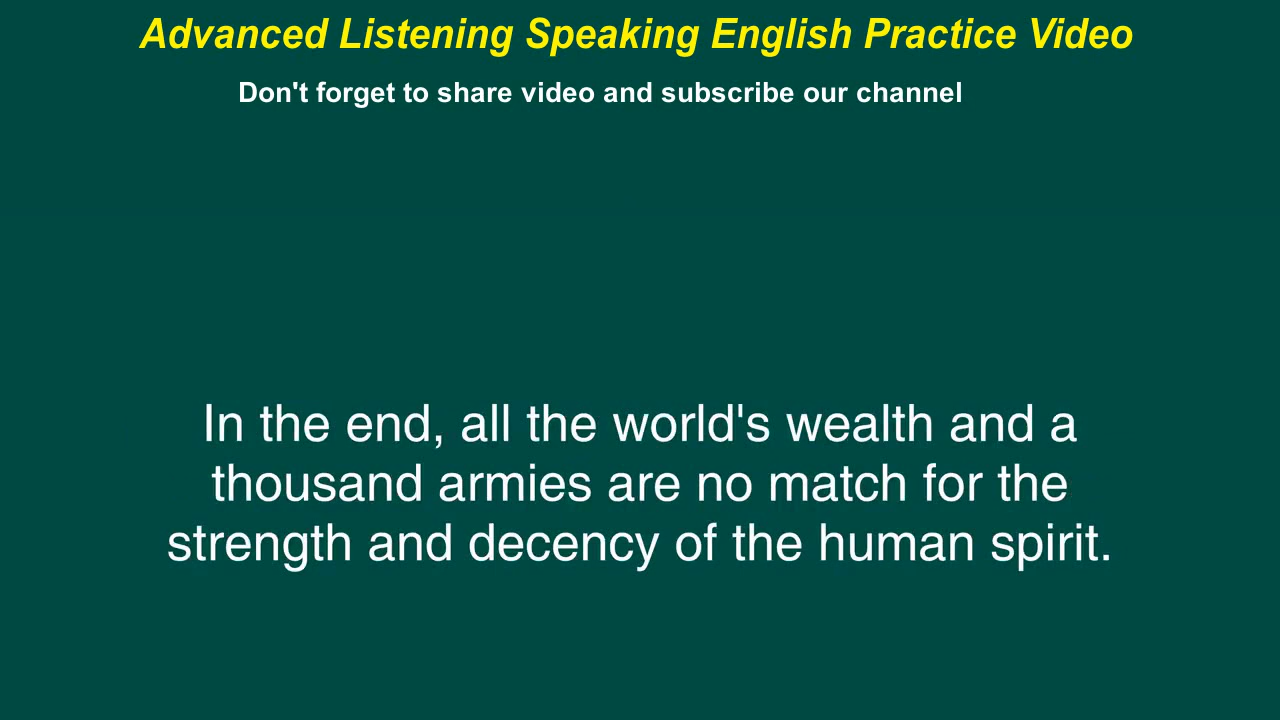 Advanced Listening Speaking English Practice Video
Don't forget to share video and subscribe our channel
In the end, all the world's wealth and a
thousand armies are no match for the
strength and decency of the human spirit.